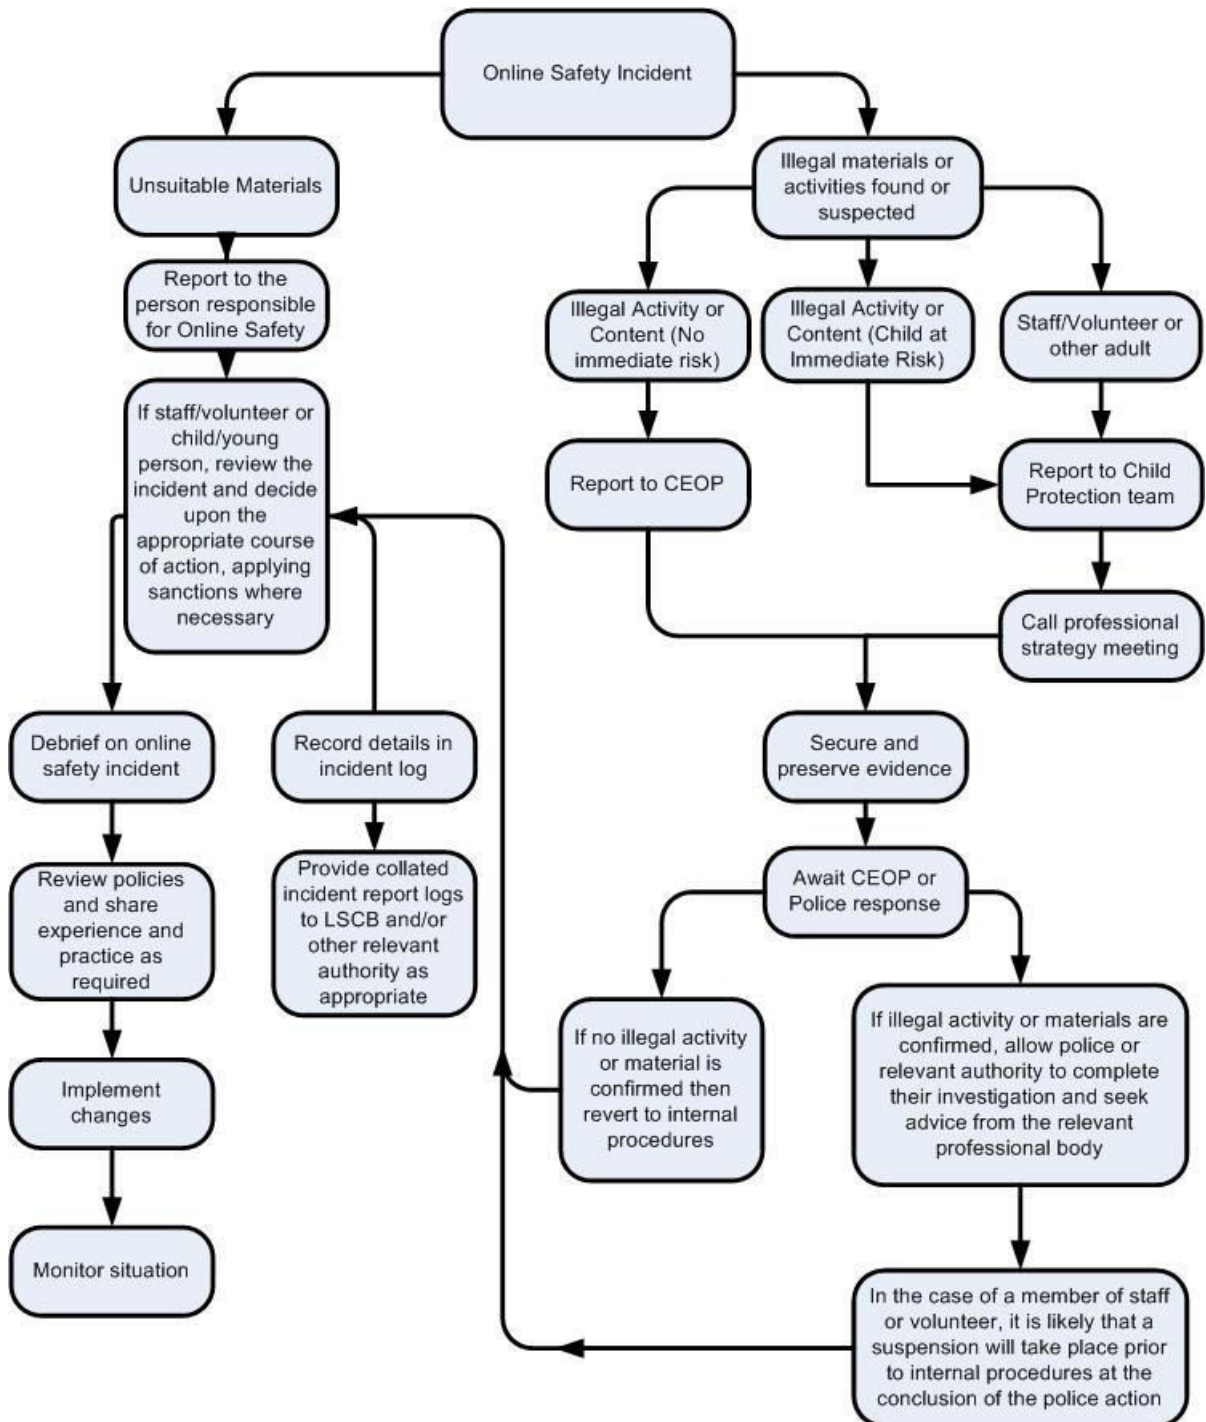 Online Safety Incident
Unsuitable Materials
Report to the
person responsible
for Online Safety
If staff/volunteer or
child/young
person, review the
incident and decide
upon the
appropriate course
of action, applying
sanctions where
necessary
Debrief on online
safety incident
Review policies
and share
experience and
practice as
required
Implement
changes
Monitor situation
Record details in
incident log
Provide collated
incident report logs
to LSCB and/or
other relevant
authority as
appropriate
Illegal materials or
activities found or
suspected
Illegal Activity or
Content (No
immediate risk)
Illegal Activity or
Content (Child at
Immediate Risk)
Staff/Volunteer or
other adult
Report to CEOP
Report to Child
Protection team
Call professional
strategy meeting
Secure and
preserve evidence
Await CEOP or
Police response
If no illegal activity
or material is
confirmed then
revert to internal
procedures
If illegal activity or materials are
confirmed, allow police or
relevant authority to complete
their investigation and seek
advice from the relevant
professional body
In the case of a member of staff
or volunteer, it is likely that a
suspension will take place prior
to internal procedures at the
conclusion of the police action